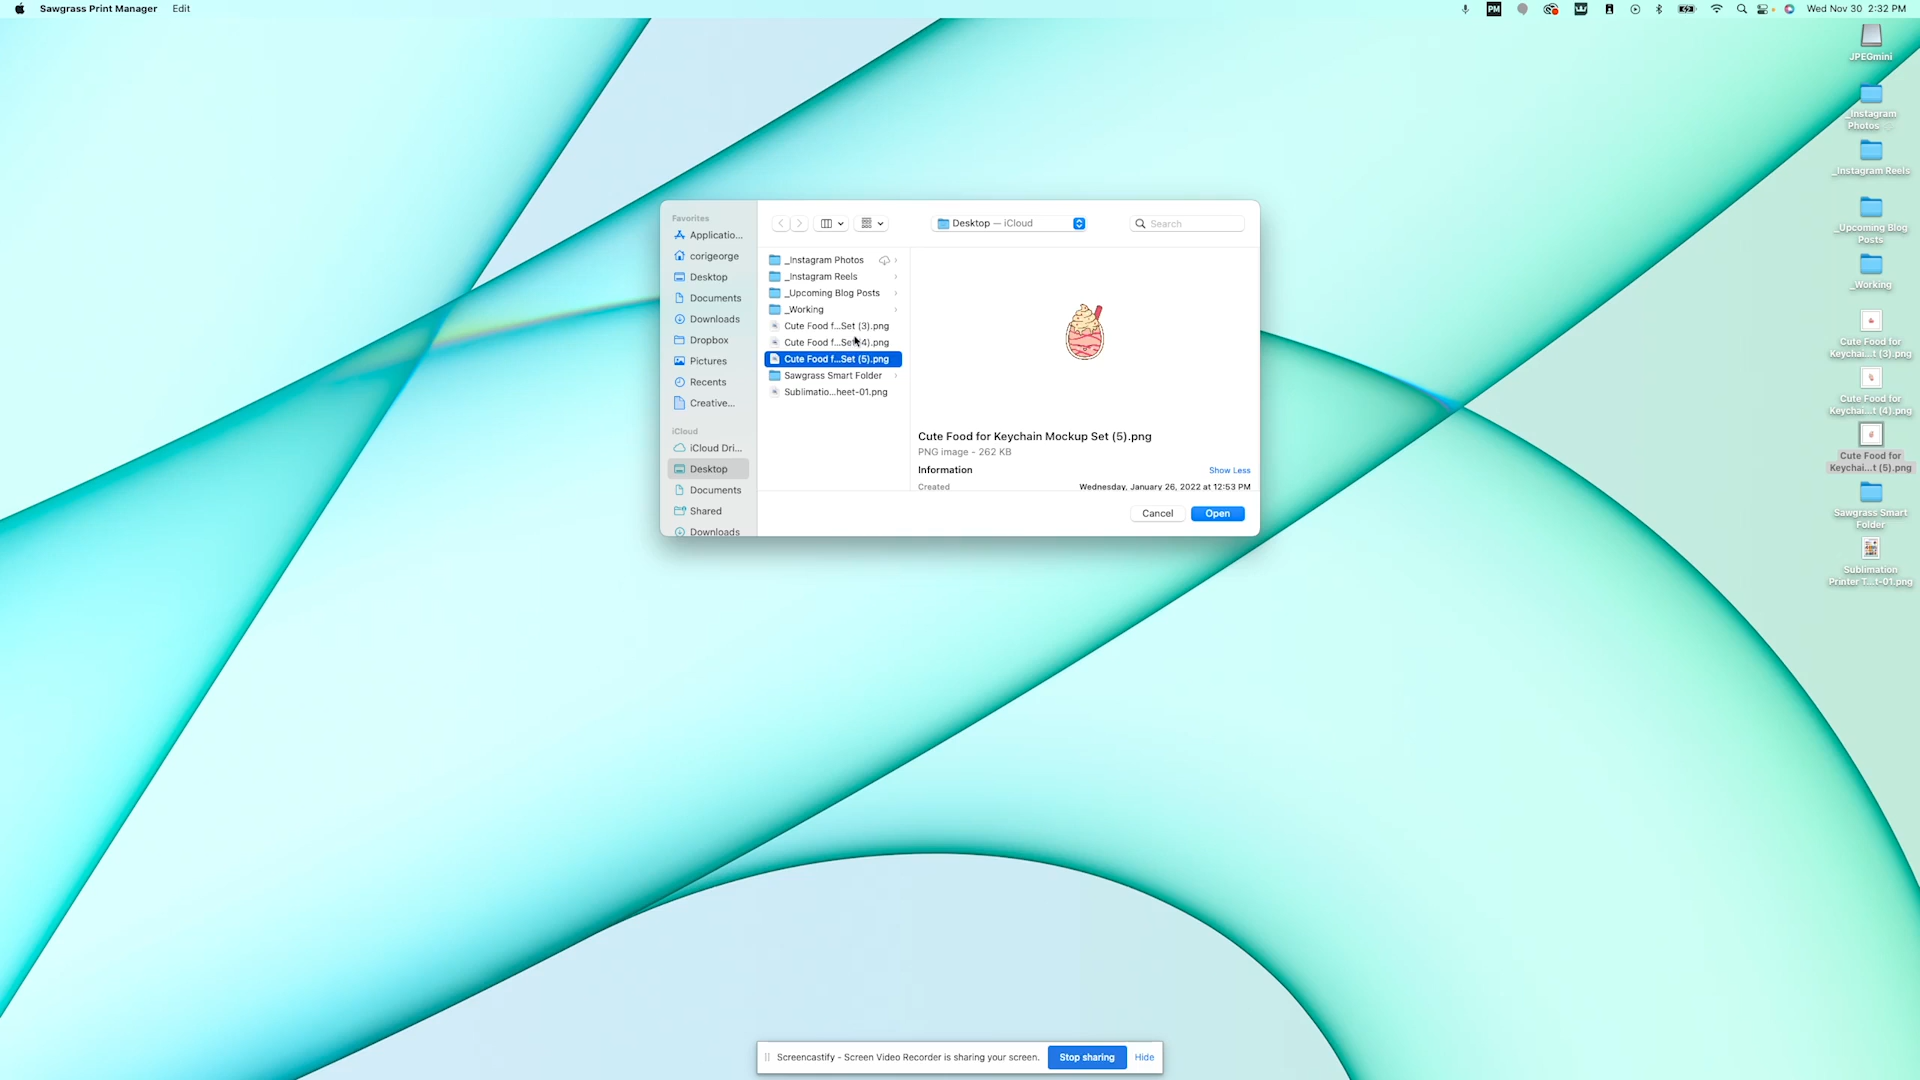 Sawgrass Print Manager Edit
PM
Wed Nov 30 2:32 PM
JPEGmini
_Instagram
Photos
_Instagram Reels
_Upcoming Blog
Posts
_Working
Cute Food for
Keychai...t (3).png
Cute Food for
Keychai...t (4).png
Cute Food for
Keychai...t (5).png
Sawgrass Smart
Folder
Sublimation
Printer T...t-01.png
Favorites
Applicatio...
corigeorge
Desktop
Documents
Downloads
Dropbox
Pictures
Recents
Creative...
iCloud
iCloud Dri...
Desktop
Documents
Shared
Downloads
Desktop — iCloud
Search
_Instagram Photos
_Instagram Reels
_Upcoming Blog Posts
_Working
Cute Food f...Set (3).png
Cute Food f...Set (4).png
Cute Food f...Set (5).png
Sawgrass Smart Folder
Sublimatio...heet-01.png
Cute Food for Keychain Mockup Set (5).png
PNG image - 262 KB
Information Show Less
Created Wednesday, January 26, 2022 at 12:53 PM
Cancel Open
Screencastify - Screen Video Recorder is sharing your screen. Stop sharing Hide